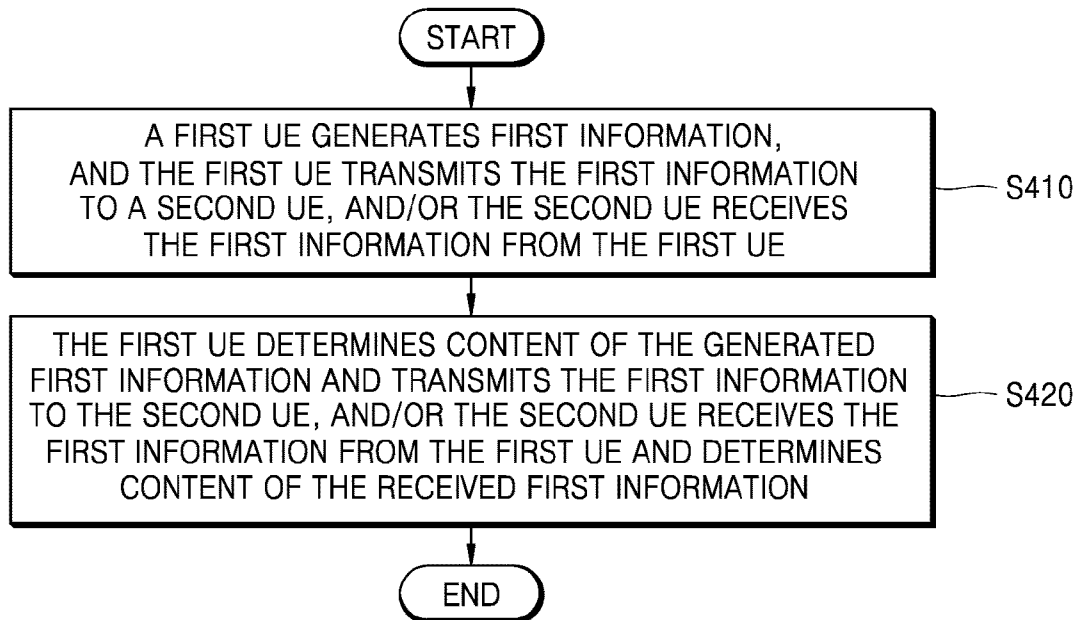 START
A FIRST UE GENERATES FIRST INFORMATION,
AND THE FIRST UE TRANSMITS THE FIRST INFORMATION
TO A SECOND UE, AND/OR THE SECOND UE RECEIVES
THE FIRST INFORMATION FROM THE FIRST UE
S410
THE FIRST UE DETERMINES CONTENT OF THE GENERATED
FIRST INFORMATION AND TRANSMITS THE FIRST INFORMATION
TO THE SECOND UE, AND/OR THE SECOND UE RECEIVES THE
FIRST INFORMATION FROM THE FIRST UE AND DETERMINES
CONTENT OF THE RECEIVED FIRST INFORMATION
S420
END